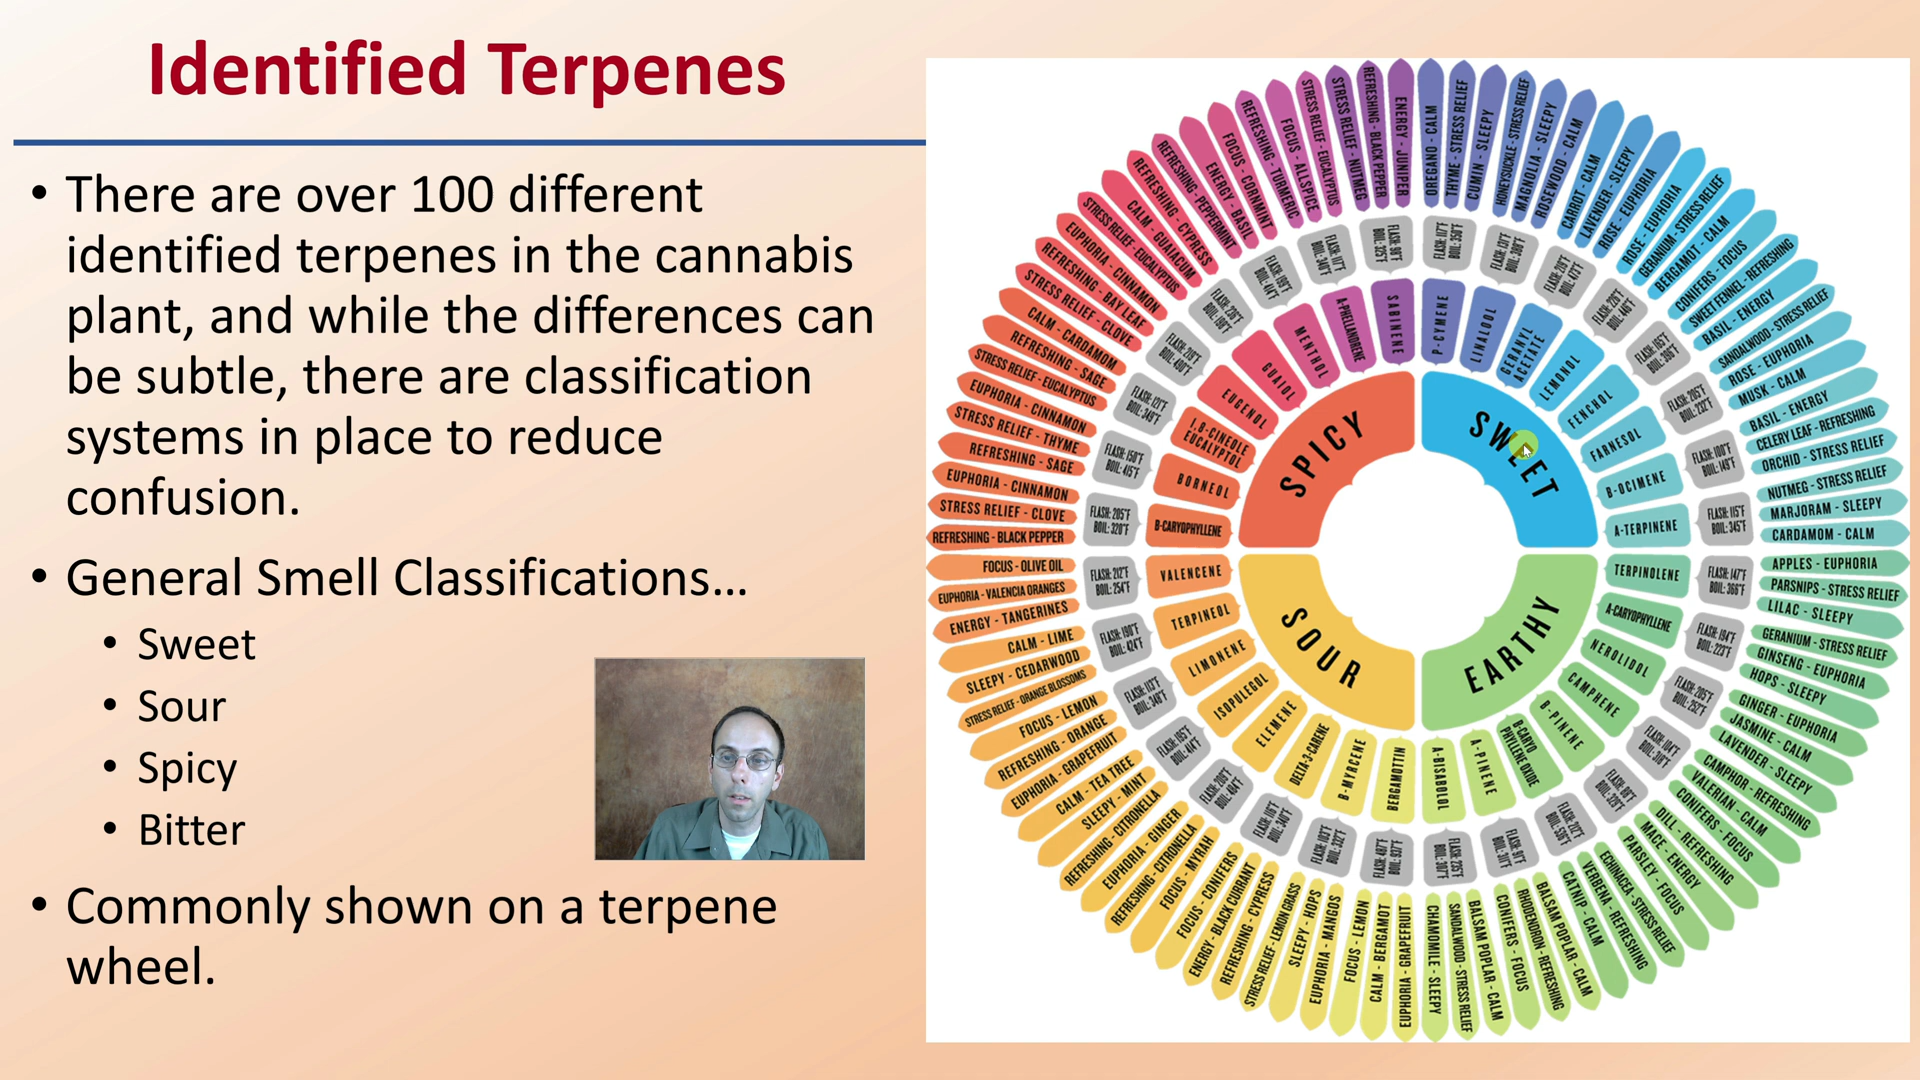 Identified Terpenes
• There are over 100 different
identified terpenes in the cannabis
plant, and while the differences can
be subtle, there are classification
systems in place to reduce
confusion.
• General Smell Classifications...
• Sweet
• Sour
• Spicy
• Bitter
• Commonly shown on a terpene
wheel.
SPICY
SWEET
SOUR
EARTHY
P-CYMENE
LINALOOL
GERANYL
ACETATE
LEMONOL
FENCHOL
FARNESOL
B-OCIMENE
A-TERPINENE
TERPINOLENE
A-CARYOPHYLLENE
NEROLIDOL
CAMPHENE
B-PINENE
B-CARYO
PHYLLENE OXIDE
A-PINENE
A-BISABOLOL
BERGAMOTTIN
B-MYRCENE
DELTA-3-CARENE
ELEMENE
ISOPULEGOL
LIMONENE
TERPINEOL
VALENCENE
B-CARYOPHYLLENE
BORNEOL
1,8-CINEOLE
EUCALYPTOL
EUGENOL
GUAIOL
MENTHOL
A-PHELLANDRENE
SABINENE
OREGANO - CALM
THYME - STRESS RELIEF
CUMIN - SLEEPY
HONEYSUCKLE - STRESS RELIEF
MAGNOLIA - SLEEPY
ROSEWOOD - CALM
CARROT - CALM
LAVENDER - SLEEPY
ROSE - EUPHORIA
ROSE - EUPHORIA
GERANIUM - STRESS RELIEF
BERGAMOT - CALM
CONIFERS - FOCUS
SWEET FENNEL - REFRESHING
BASIL - ENERGY
SANDALWOOD - STRESS RELIEF
ROSE - EUPHORIA
MUSK - CALM
BASIL - ENERGY
CELERY LEAF - REFRESHING
ORCHID - STRESS RELIEF
NUTMEG - STRESS RELIEF
MARJORAM - SLEEPY
CARDAMOM - CALM
APPLES - EUPHORIA
PARSNIPS - STRESS RELIEF
LILAC - SLEEPY
GERANIUM - STRESS RELIEF
GINSENG - EUPHORIA
HOPS - SLEEPY
GINGER - EUPHORIA
JASMINE - CALM
LAVENDER - SLEEPY
CAMPHOR - REFRESHING
VALERIAN - CALM
CONIFERS - FOCUS
DILL - REFRESHING
MACE - ENERGY
PARSLEY - FOCUS
ECHINACEA - STRESS RELIEF
VERBENA - REFRESHING
CATNIP - CALM
BALSAM POPLAR - CALM
RHODENDRON - REFRESHING
CONIFERS - FOCUS
BALSAM POPLAR - CALM
SANDALWOOD - STRESS RELIEF
CHAMOMILE - SLEEPY
EUPHORIA - GRAPEFRUIT
CALM - BERGAMOT
FOCUS - LEMON
EUPHORIA - MANGOS
SLEEPY - HOPS
STRESS RELIEF - LEMON GRASS
REFRESHING - CYPRESS
ENERGY - BLACK CURRANT
FOCUS - CONIFERS
FOCUS - MYRAH
REFRESHING - CITRONELLA
EUPHORIA - GINGER
REFRESHING - CITRONELLA
SLEEPY - MINT
CALM - TEA TREE
EUPHORIA - GRAPEFRUIT
REFRESHING - ORANGE
FOCUS - LEMON
STRESS RELIEF - ORANGE BLOSSOMS
SLEEPY - CEDARWOOD
CALM - LIME
ENERGY - TANGERINES
EUPHORIA - VALENCIA ORANGES
FOCUS - OLIVE OIL
REFRESHING - BLACK PEPPER
STRESS RELIEF - CLOVE
EUPHORIA - CINNAMON
REFRESHING - SAGE
STRESS RELIEF - THYME
EUPHORIA - CINNAMON
STRESS RELIEF - EUCALYPTUS
REFRESHING - SAGE
CALM - CARDAMOM
STRESS RELIEF - CLOVE
REFRESHING - BAY LEAF
EUPHORIA - CINNAMON
STRESS RELIEF - EUCALYPTUS
CALM - GUAIACUM
REFRESHING - CYPRESS
REFRESHING - PEPPERMINT
ENERGY - BASIL
FOCUS - CORNMINT
REFRESHING - TURMERIC
FOCUS - ALLSPICE
STRESS RELIEF - EUCALYPTUS
STRESS RELIEF - NUTMEG
REFRESHING - BLACK PEPPER
ENERGY - JUNIPER